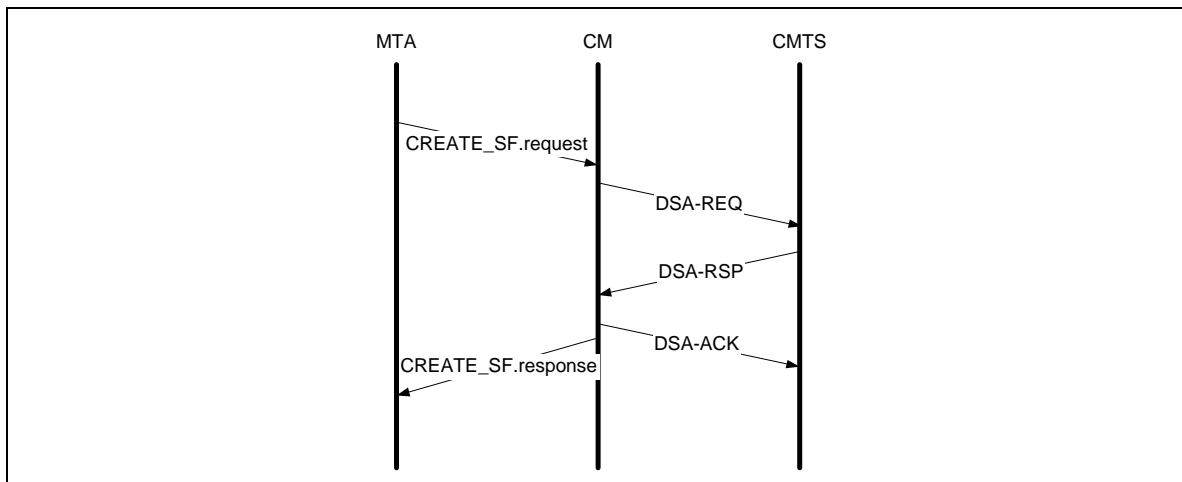 MTA
CM
CMTS
CREATE_SF.request
DSA-REQ
DSA-RSP
DSA-ACK
CREATE_SF.response